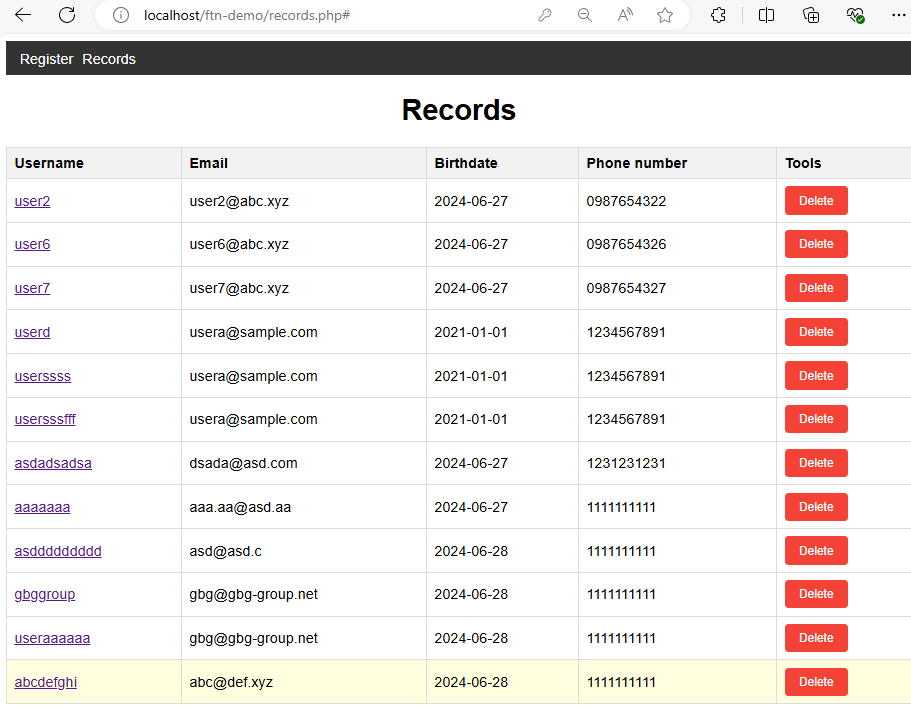 localhost/ftn-demo/records.php#
Register Records
Records
Username Email Birthdate Phone number Tools
user2 user2@abc.xyz 2024-06-27 0987654322 Delete
user6 user6@abc.xyz 2024-06-27 0987654326 Delete
user7 user7@abc.xyz 2024-06-27 0987654327 Delete
userd usera@sample.com 2021-01-01 1234567891 Delete
userssss usera@sample.com 2021-01-01 1234567891 Delete
usersssfff usera@sample.com 2021-01-01 1234567891 Delete
asdadsadsa dsada@asd.com 2024-06-27 1231231231 Delete
aaaaaaa aaa.aa@asd.aa 2024-06-27 1111111111 Delete
asddddddddd asd@asd.c 2024-06-28 1111111111 Delete
gbggroup gbg@gbg-group.net 2024-06-28 1111111111 Delete
useraaaaaa gbg@gbg-group.net 2024-06-28 1111111111 Delete
abcdefghi abc@def.xyz 2024-06-28 1111111111 Delete